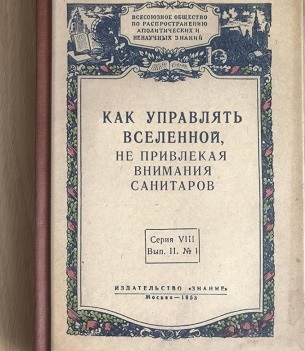 ВСЕСОЮЗНОЕ ОБЩЕСТВО
ПО РАСПРОСТРАНЕНИЮ
АПОЛИТИЧЕСКИХ И
НЕНАУЧНЫХ ЗНАНИЙ
КАК УПРАВЛЯТЬ
ВСЕЛЕННОЙ,
НЕ ПРИВЛЕКАЯ
ВНИМАНИЯ
САНИТАРОВ
Серия VIII
Вып. II. № 1
ИЗДАТЕЛЬСТВО «ЗНАНИЕ»
Москва — 1953